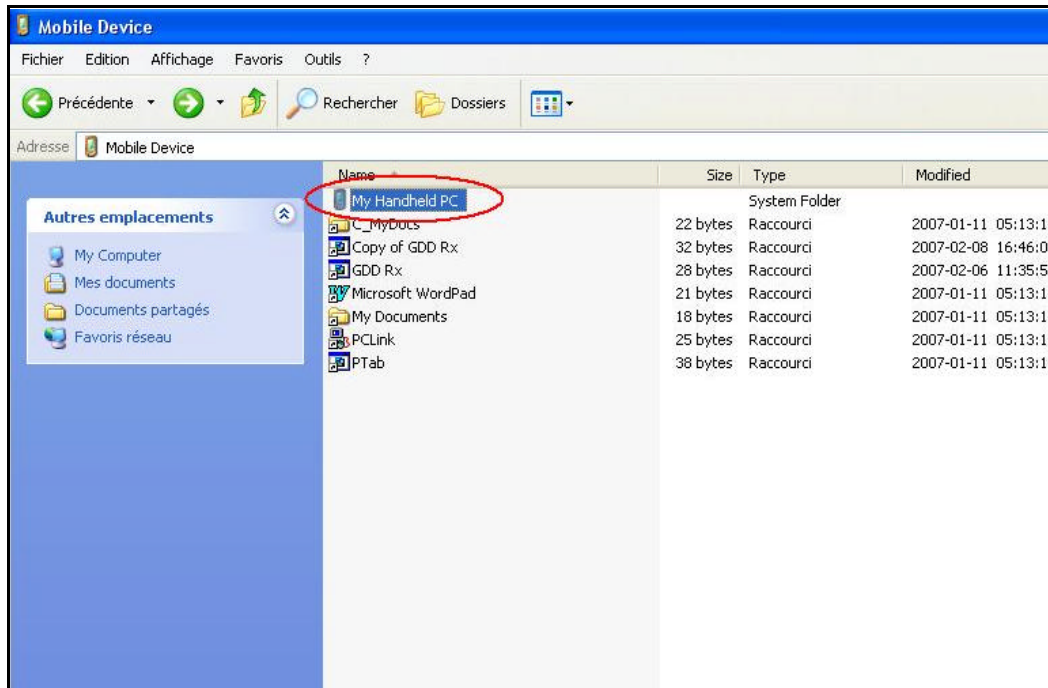 Mobile Device
Fichier Edition Affichage Favoris Outils ?
Précédente Rechercher Dossiers
Adresse Mobile Device
Autres emplacements
My Computer
Mes documents
Documents partagés
Favoris réseau
Name Size Type Modified
My Handheld PC System Folder
C_MyDocs 22 bytes Raccourci 2007-01-11 05:13:1
Copy of GDD Rx 32 bytes Raccourci 2007-02-08 16:46:0
GDD Rx 28 bytes Raccourci 2007-02-06 11:35:5
Microsoft WordPad 21 bytes Raccourci 2007-01-11 05:13:1
My Documents 18 bytes Raccourci 2007-01-11 05:13:1
PCLink 25 bytes Raccourci 2007-01-11 05:13:1
PTab 38 bytes Raccourci 2007-01-11 05:13:1